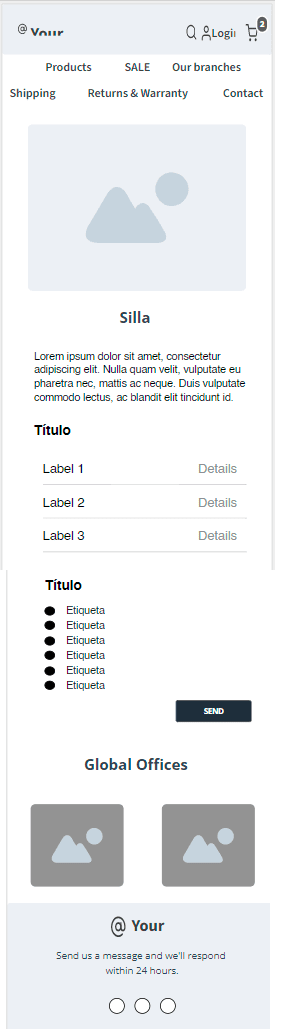 @ Your
Login
2
Products SALE Our branches
Shipping Returns & Warranty Contact
Silla
Lorem ipsum dolor sit amet, consectetur
adipiscing elit. Nulla quam velit, vulputate eu
pharetra nec, mattis ac neque. Duis vulputate
commodo lectus, ac blandit elit tincidunt id.
Título
Label 1 Details
Label 2 Details
Label 3 Details
Título
Etiqueta
Etiqueta
Etiqueta
Etiqueta
Etiqueta
Etiqueta
SEND
Global Offices
@ Your
Send us a message and we'll respond
within 24 hours.